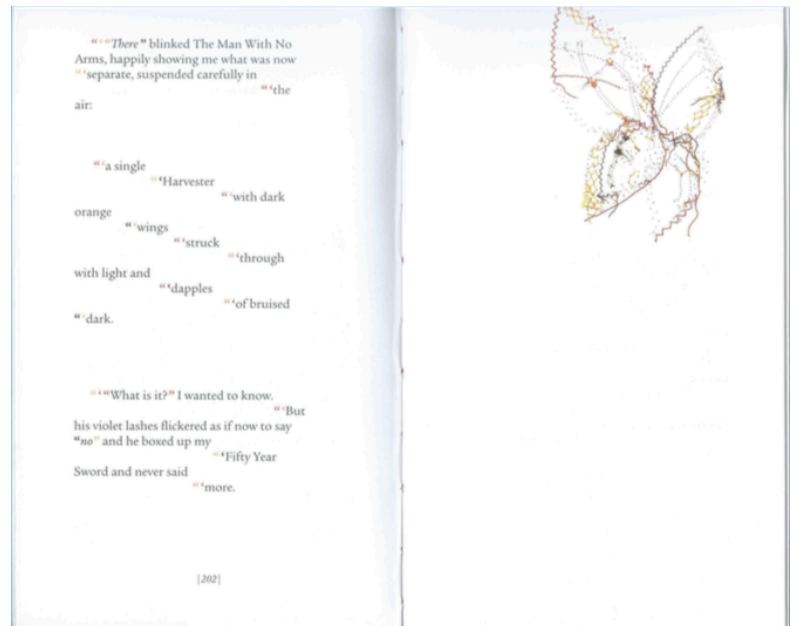 “ ‘ “There” blinked The Man With No
Arms, happily showing me what was now
“ ‘separate, suspended carefully in
“ ‘the
air:
“ ‘a single
“ ‘Harvester
“ ‘with dark
orange
“ ‘wings
“ ‘struck
“ ‘through
with light and
“ ‘dapples
“ ‘of bruised
“ ‘dark.
“ ‘ “What is it?” I wanted to know.
“ ‘But
his violet lashes flickered as if now to say
“no” and he boxed up my
“ ‘Fifty Year
Sword and never said
“ ‘more.
|202|